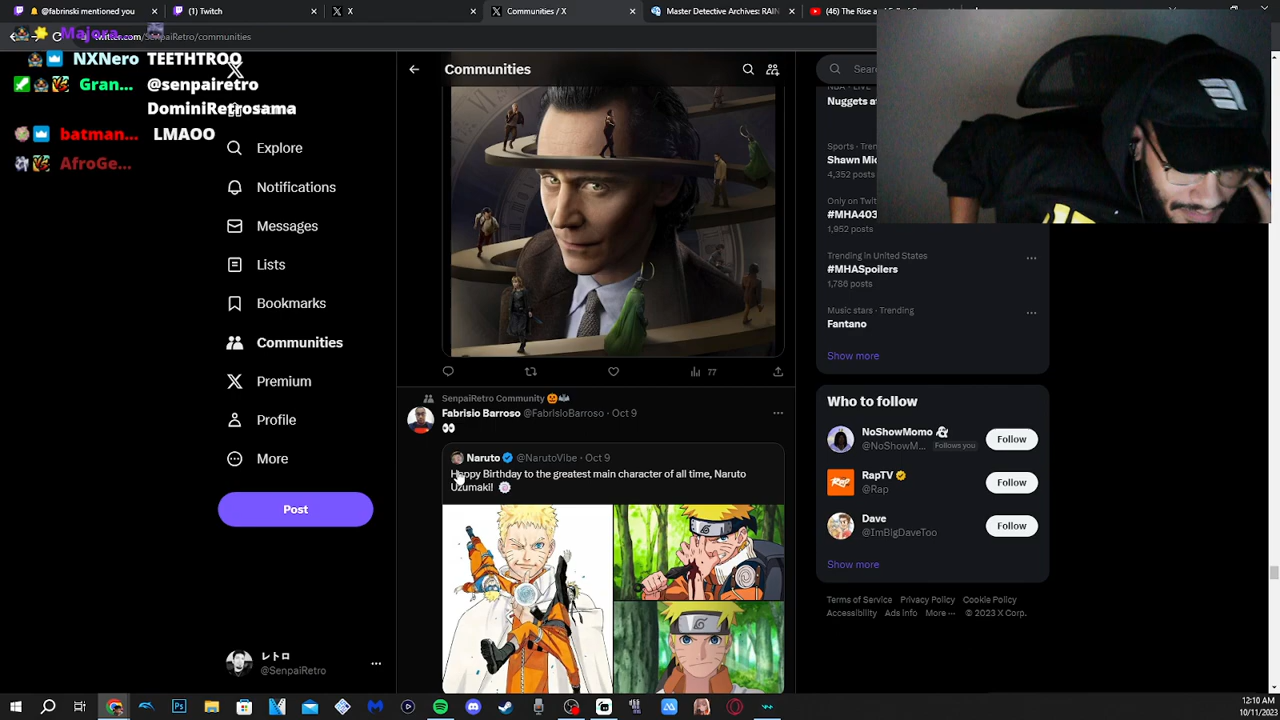 @fabrinski mentioned you
(1) Twitch
X
Communities / X
Master Detective Archives: RAIN
(46) The Rise a
twitter.com/SenpaiRetro/communities
Majora
NXNero TEETHTROO
Gran... @senpairetro
DominiRetrosama
batman... LMAOO
AfroGe...
Explore
Notifications
Messages
Lists
Bookmarks
Communities
Premium
Profile
More
Post
レトロ
@SenpaiRetro
Communities
77
SenpaiRetro Community 🎃🦇
Fabrisio Barroso @FabrisioBarroso · Oct 9
👀
Naruto @NarutoVibe · Oct 9
Happy Birthday to the greatest main character of all time, Naruto
Uzumaki! 🍥
Sear
Nuggets a
Sports · Tren
Shawn Mi
4,352 posts
Only on Twit
#MHA403
1,952 posts
Trending in United States
#MHASpoilers
1,786 posts
Music stars · Trending
Fantano
Show more
Who to follow
NoShowMomo
@NoShowM... Follows you
Follow
RapTV
@Rap
Follow
Dave
@ImBigDaveToo
Follow
Show more
Terms of Service Privacy Policy Cookie Policy
Accessibility Ads info More ··· © 2023 X Corp.
12:10 AM
10/11/2023